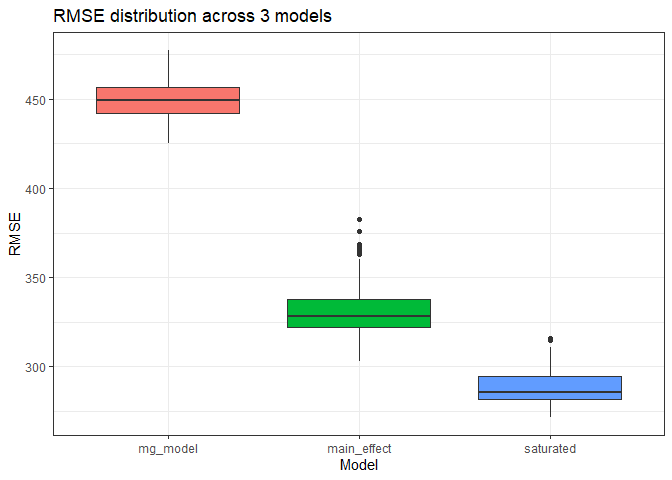 RMSE distribution across 3 models
RMSE
450
400
350
300
mg_model main_effect saturated
Model